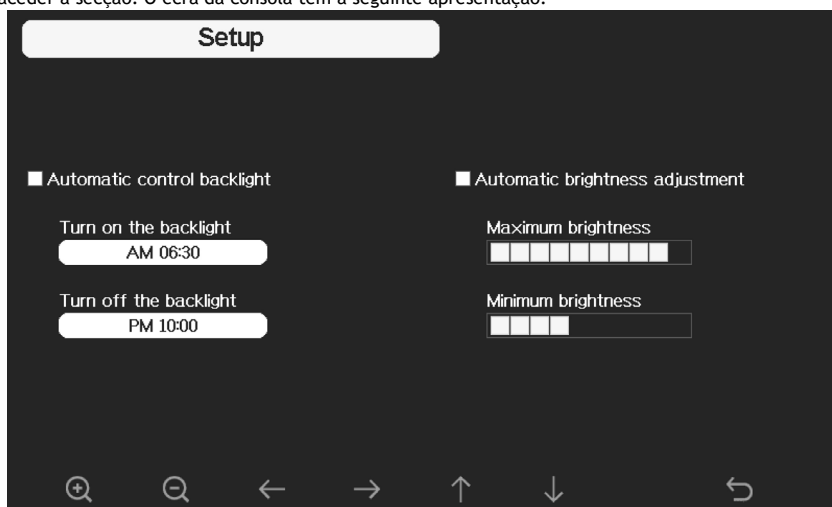 aceder à secção. O ecrã da consola tem a seguinte apresentação:
Setup
Automatic control backlight
Automatic brightness adjustment
Turn on the backlight
Maximum brightness
AM 06:30
Turn off the backlight
Minimum brightness
PM 10:00